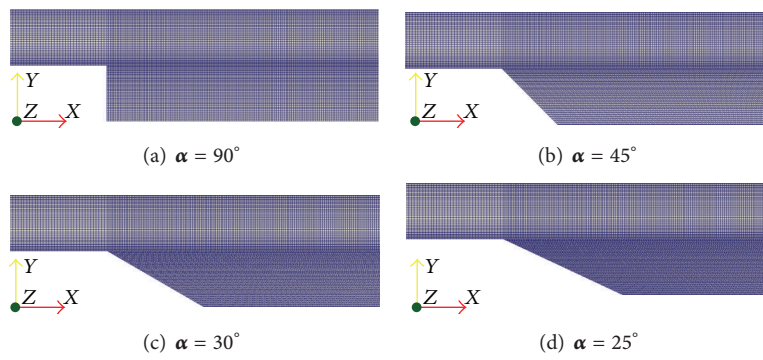 Y
Z X
(a) α = 90°
Y
Z X
(b) α = 45°
Y
Z X
(c) α = 30°
Y
Z X
(d) α = 25°